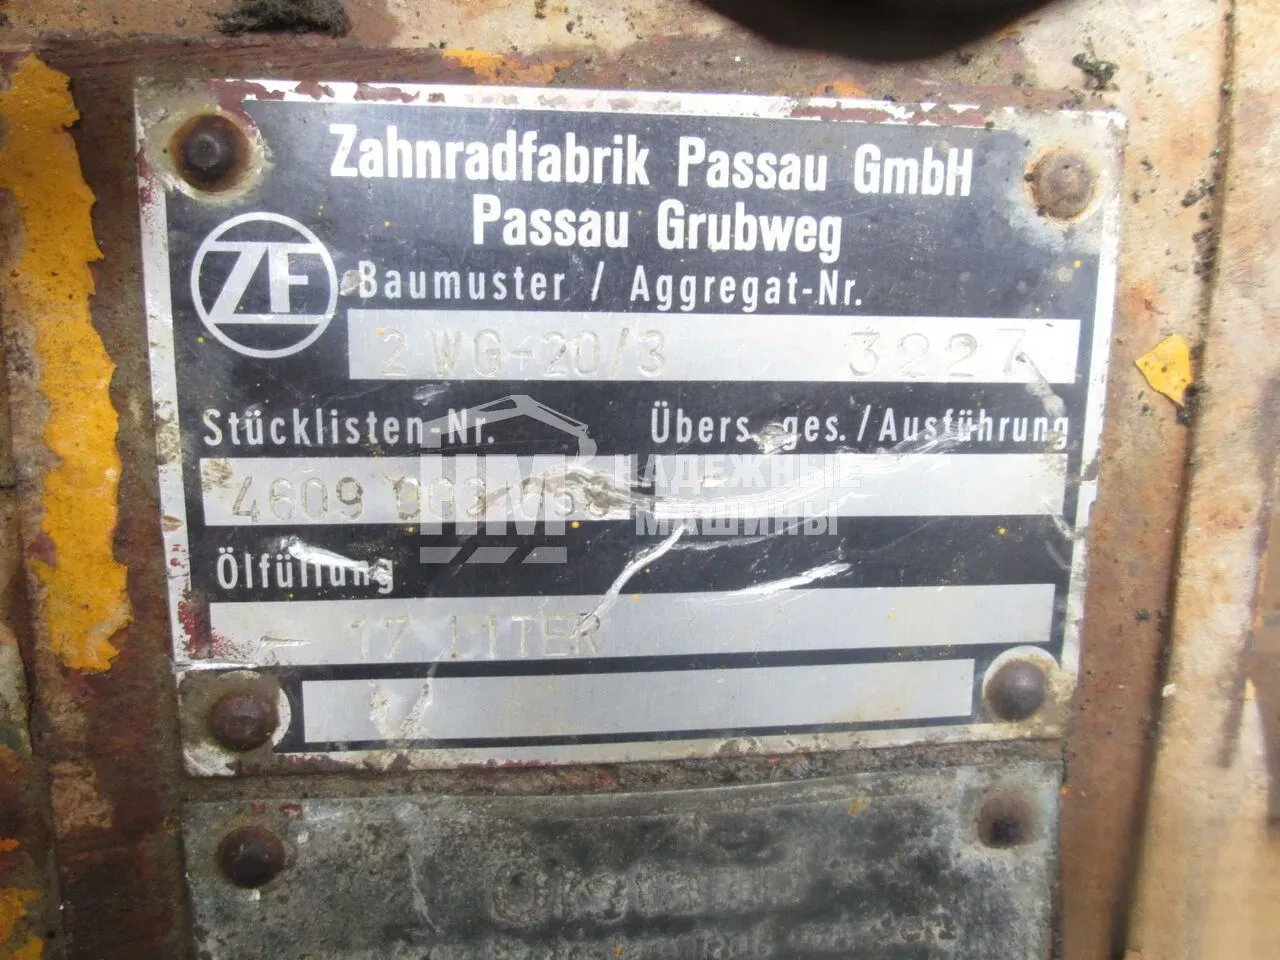 Zahnradfabrik Passau GmbH
Passau Grubweg
ZF
Baumuster / Aggregat-Nr.
2 WG-20/3 3227
Stücklisten-Nr. Übers. ges./Ausführung
4609
НМ НАДЕЖНЫЕ
МАШИНЫ
Ölfüllung
17 LITER